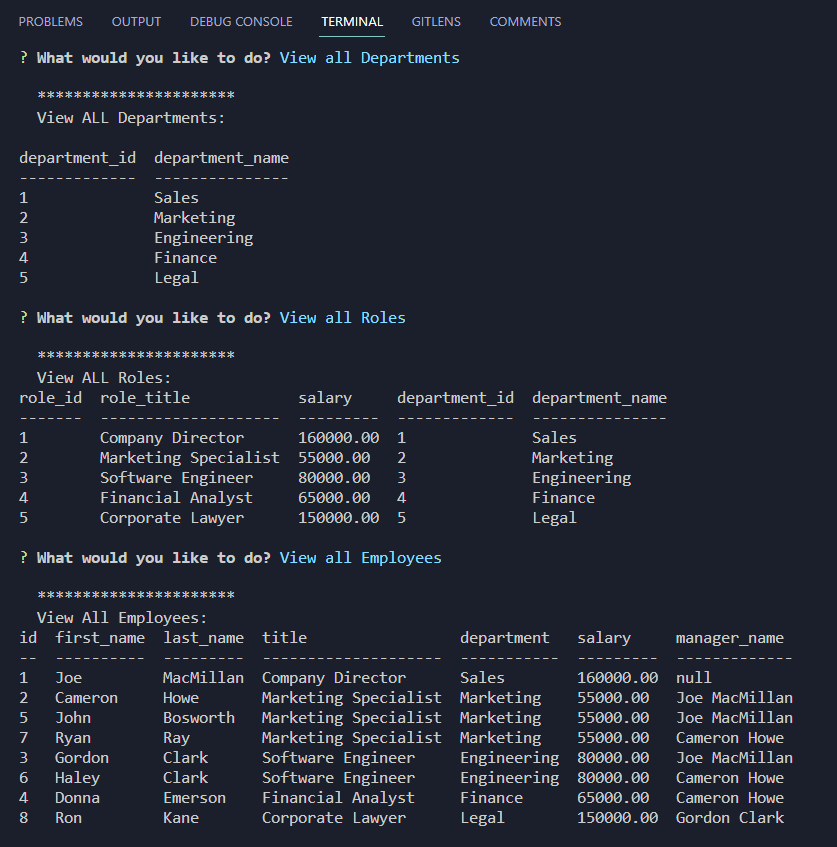 PROBLEMS OUTPUT DEBUG CONSOLE TERMINAL GITLENS COMMENTS
? What would you like to do? View all Departments
**********************
View ALL Departments:
department_id  department_name
-------------  ---------------
1              Sales
2              Marketing
3              Engineering
4              Finance
5              Legal
? What would you like to do? View all Roles
**********************
View ALL Roles:
role_id  role_title            salary     department_id  department_name
-------  --------------------  ---------  -------------  ---------------
1        Company Director      160000.00  1              Sales
2        Marketing Specialist  55000.00   2              Marketing
3        Software Engineer     80000.00   3              Engineering
4        Financial Analyst     65000.00   4              Finance
5        Corporate Lawyer      150000.00  5              Legal
? What would you like to do? View all Employees
**********************
View All Employees:
id  first_name  last_name  title                 department   salary     manager_name
--  ----------  ---------  --------------------  -----------  ---------  -------------
1   Joe         MacMillan  Company Director      Sales        160000.00  null
2   Cameron     Howe       Marketing Specialist  Marketing    55000.00   Joe MacMillan
5   John        Bosworth   Marketing Specialist  Marketing    55000.00   Joe MacMillan
7   Ryan        Ray        Marketing Specialist  Marketing    55000.00   Cameron Howe
3   Gordon      Clark      Software Engineer     Engineering  80000.00   Joe MacMillan
6   Haley       Clark      Software Engineer     Engineering  80000.00   Cameron Howe
4   Donna       Emerson    Financial Analyst     Finance      65000.00   Cameron Howe
8   Ron         Kane       Corporate Lawyer      Legal        150000.00  Gordon Clark